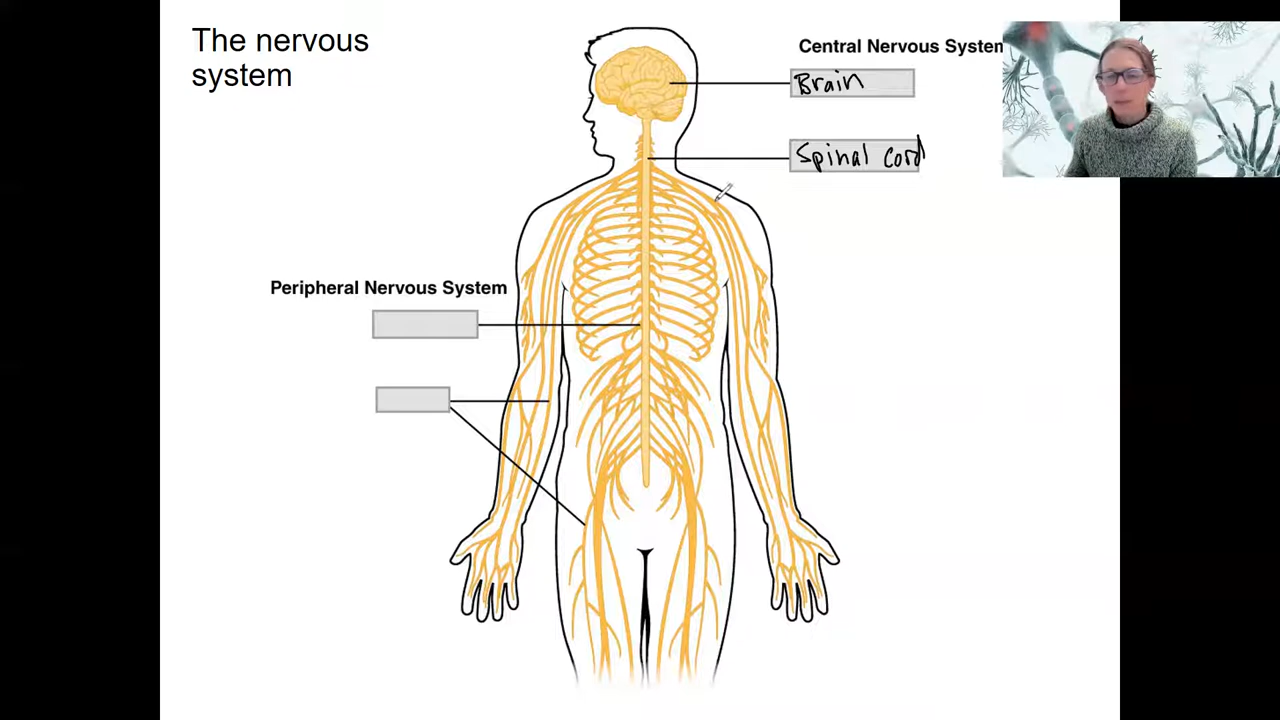 The nervous
system
Central Nervous System
Brain
Spinal cord
Peripheral Nervous System